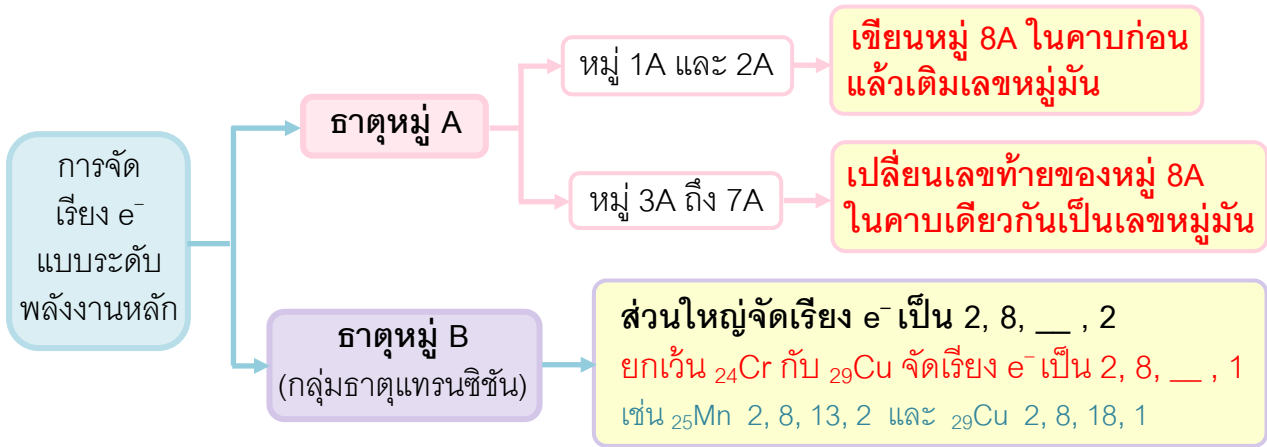 การจัด
เรียง e⁻
แบบระดับ
พลังงานหลัก
ธาตุหมู่ A
หมู่ 1A และ 2A
เขียนหมู่ 8A ในคาบก่อน
แล้วเติมเลขหมู่มัน
หมู่ 3A ถึง 7A
เปลี่ยนเลขท้ายของหมู่ 8A
ในคาบเดียวกันเป็นเลขหมู่มัน
ธาตุหมู่ B
(กลุ่มธาตุแทรนซิชัน)
ส่วนใหญ่จัดเรียง e⁻ เป็น 2, 8, __ , 2
ยกเว้น ₂₄Cr กับ ₂₉Cu จัดเรียง e⁻ เป็น 2, 8, __ , 1
เช่น ₂₅Mn 2, 8, 13, 2 และ ₂₉Cu 2, 8, 18, 1